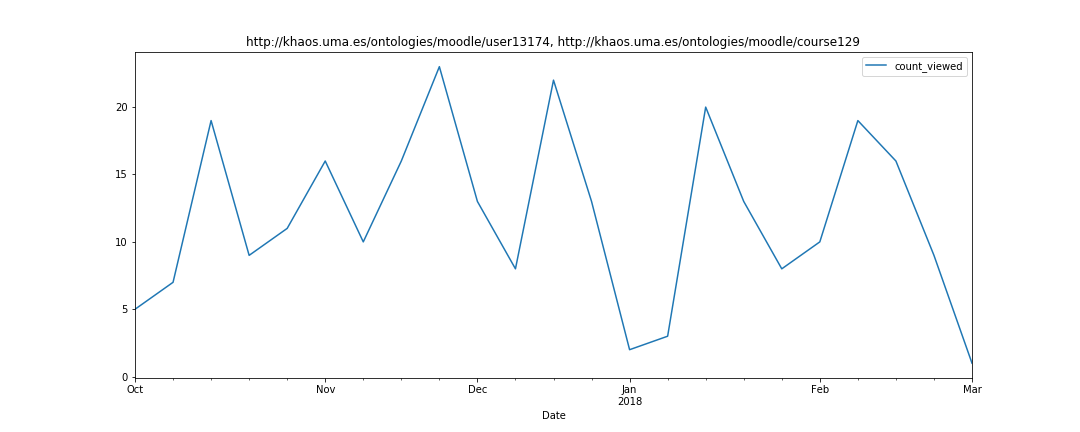 http://khaos.uma.es/ontologies/moodle/user13174, http://khaos.uma.es/ontologies/moodle/course129
count_viewed
20
15
10
5
0
Oct Nov Dec Jan Feb Mar
2018
Date